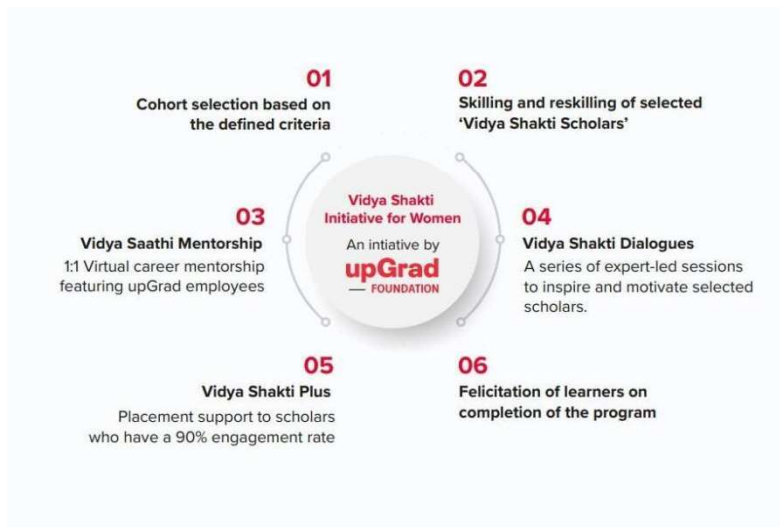 01
Cohort selection based on
the defined criteria
02
Skilling and reskilling of selected
‘Vidya Shakti Scholars’
Vidya Shakti
Initiative for Women
An intiative by
upGrad
FOUNDATION
03
Vidya Saathi Mentorship
1:1 Virtual career mentorship
featuring upGrad employees
04
Vidya Shakti Dialogues
A series of expert-led sessions
to inspire and motivate selected
scholars.
05
Vidya Shakti Plus
Placement support to scholars
who have a 90% engagement rate
06
Felicitation of learners on
completion of the program